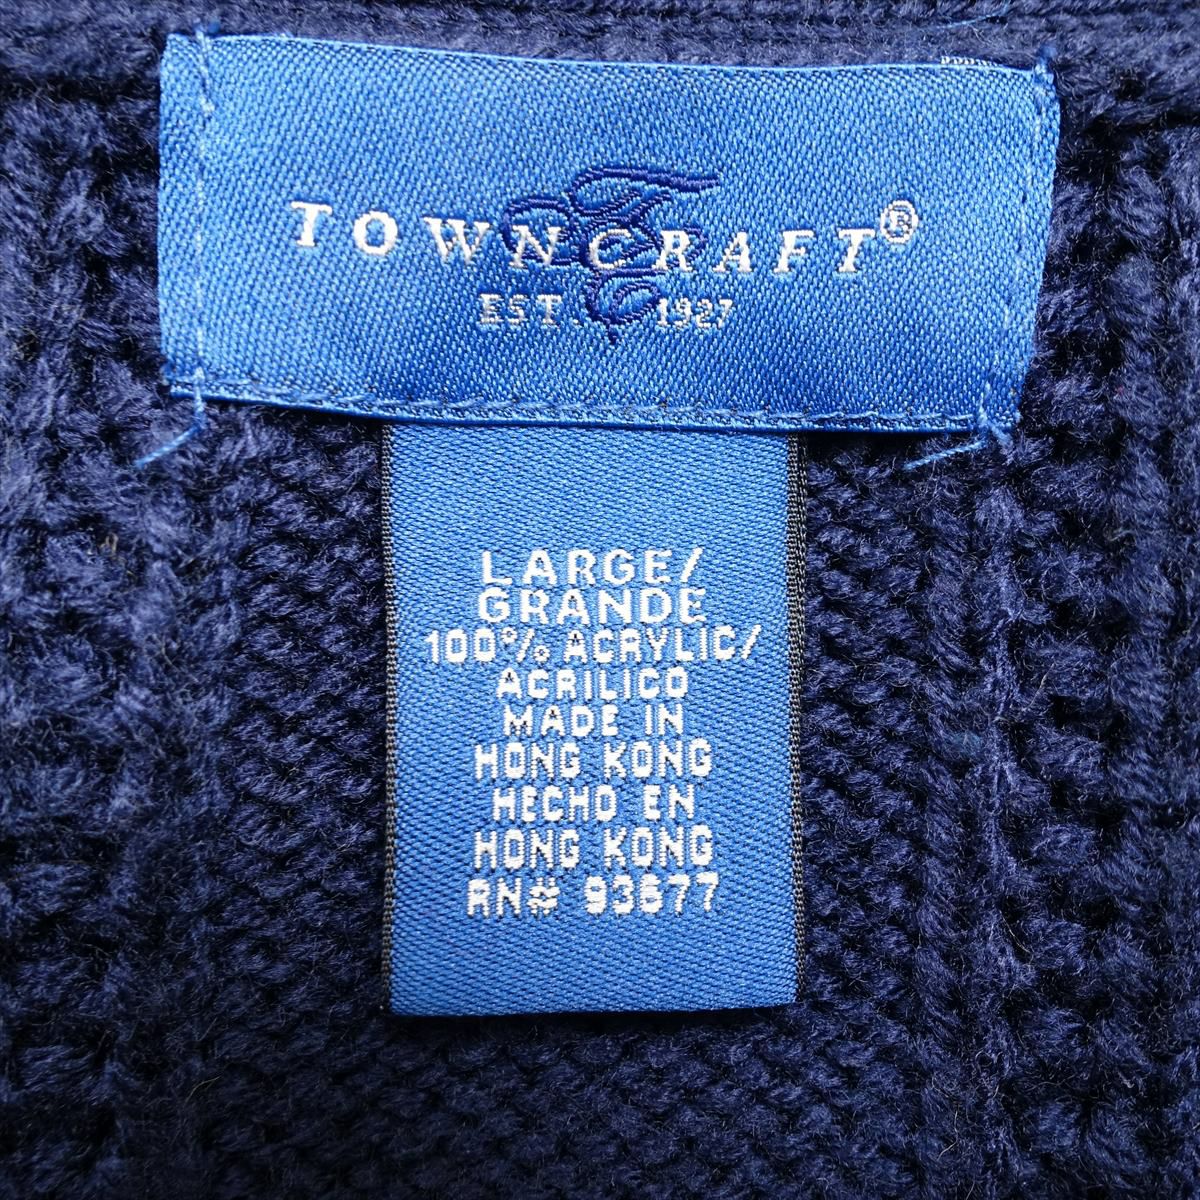 TOWNCRAFT®
EST. 1927
LARGE/
GRANDE
100% ACRYLIC/
ACRILICO
MADE IN
HONG KONG
HECHO EN
HONG KONG
RN# 93677